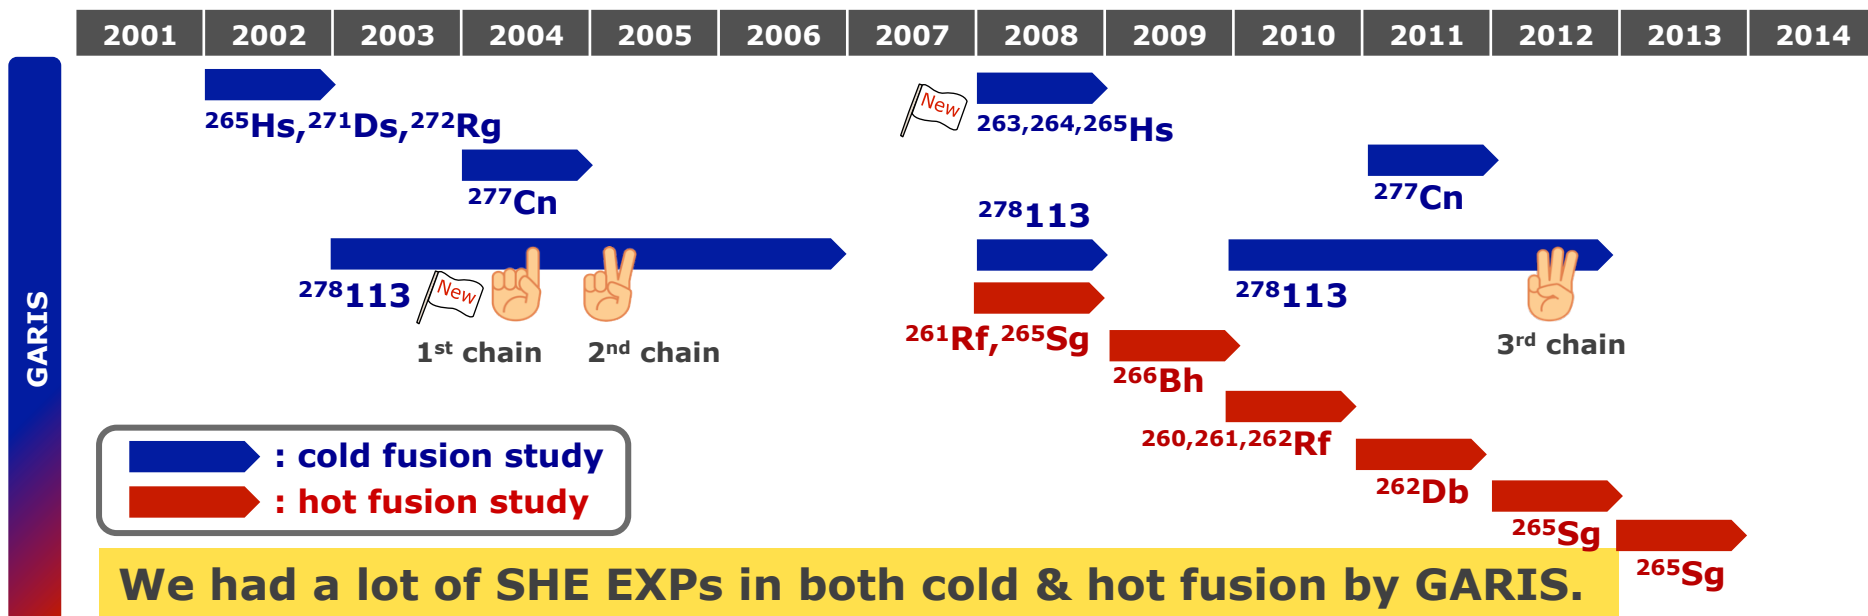 2001 2002 2003 2004 2005 2006 2007 2008 2009 2010 2011 2012 2013 2014
GARIS
²⁶⁵Hs,²⁷¹Ds,²⁷²Rg
New
²⁶³,²⁶⁴,²⁶⁵Hs
²⁷⁷Cn
²⁷⁷Cn
²⁷⁸113
²⁷⁸113
New
²⁷⁸113
1ˢᵗ chain
2ⁿᵈ chain
²⁶¹Rf,²⁶⁵Sg
3ʳᵈ chain
²⁶⁶Bh
²⁶⁰,²⁶¹,²⁶²Rf
: cold fusion study
: hot fusion study
²⁶²Db
²⁶⁵Sg
²⁶⁵Sg
We had a lot of SHE EXPs in both cold & hot fusion by GARIS.